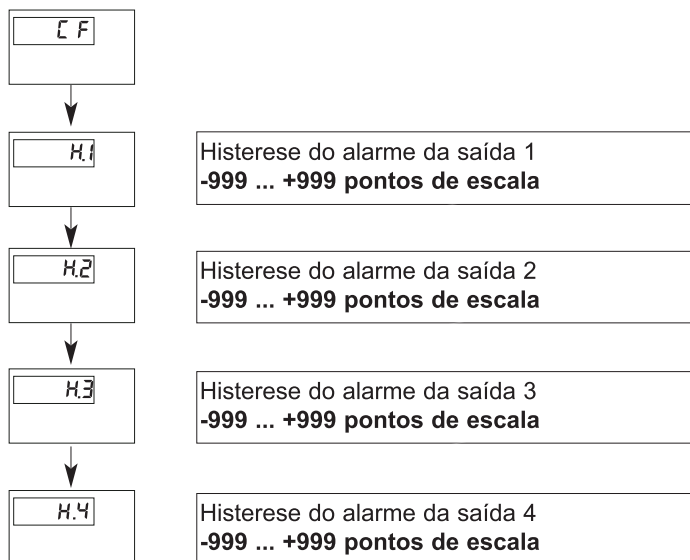 CF
H.1
Histerese do alarme da saída 1
-999 ... +999 pontos de escala
H.2
Histerese do alarme da saída 2
-999 ... +999 pontos de escala
H.3
Histerese do alarme da saída 3
-999 ... +999 pontos de escala
H.4
Histerese do alarme da saída 4
-999 ... +999 pontos de escala